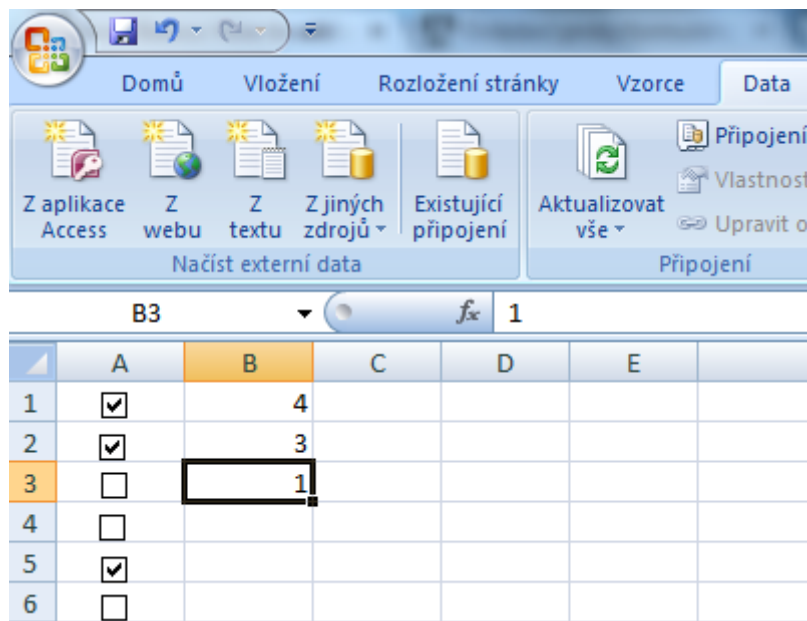 Domů Vložení Rozložení stránky Vzorce Data
Z aplikace Access
Z webu
Z textu
Z jiných zdrojů
Existující připojení
Aktualizovat vše
Připojení
Vlastnost
Upravit o
Načíst externí data
Připojení
B3 fx 1
A B C D E
1 4
2 3
3 1
4
5
6